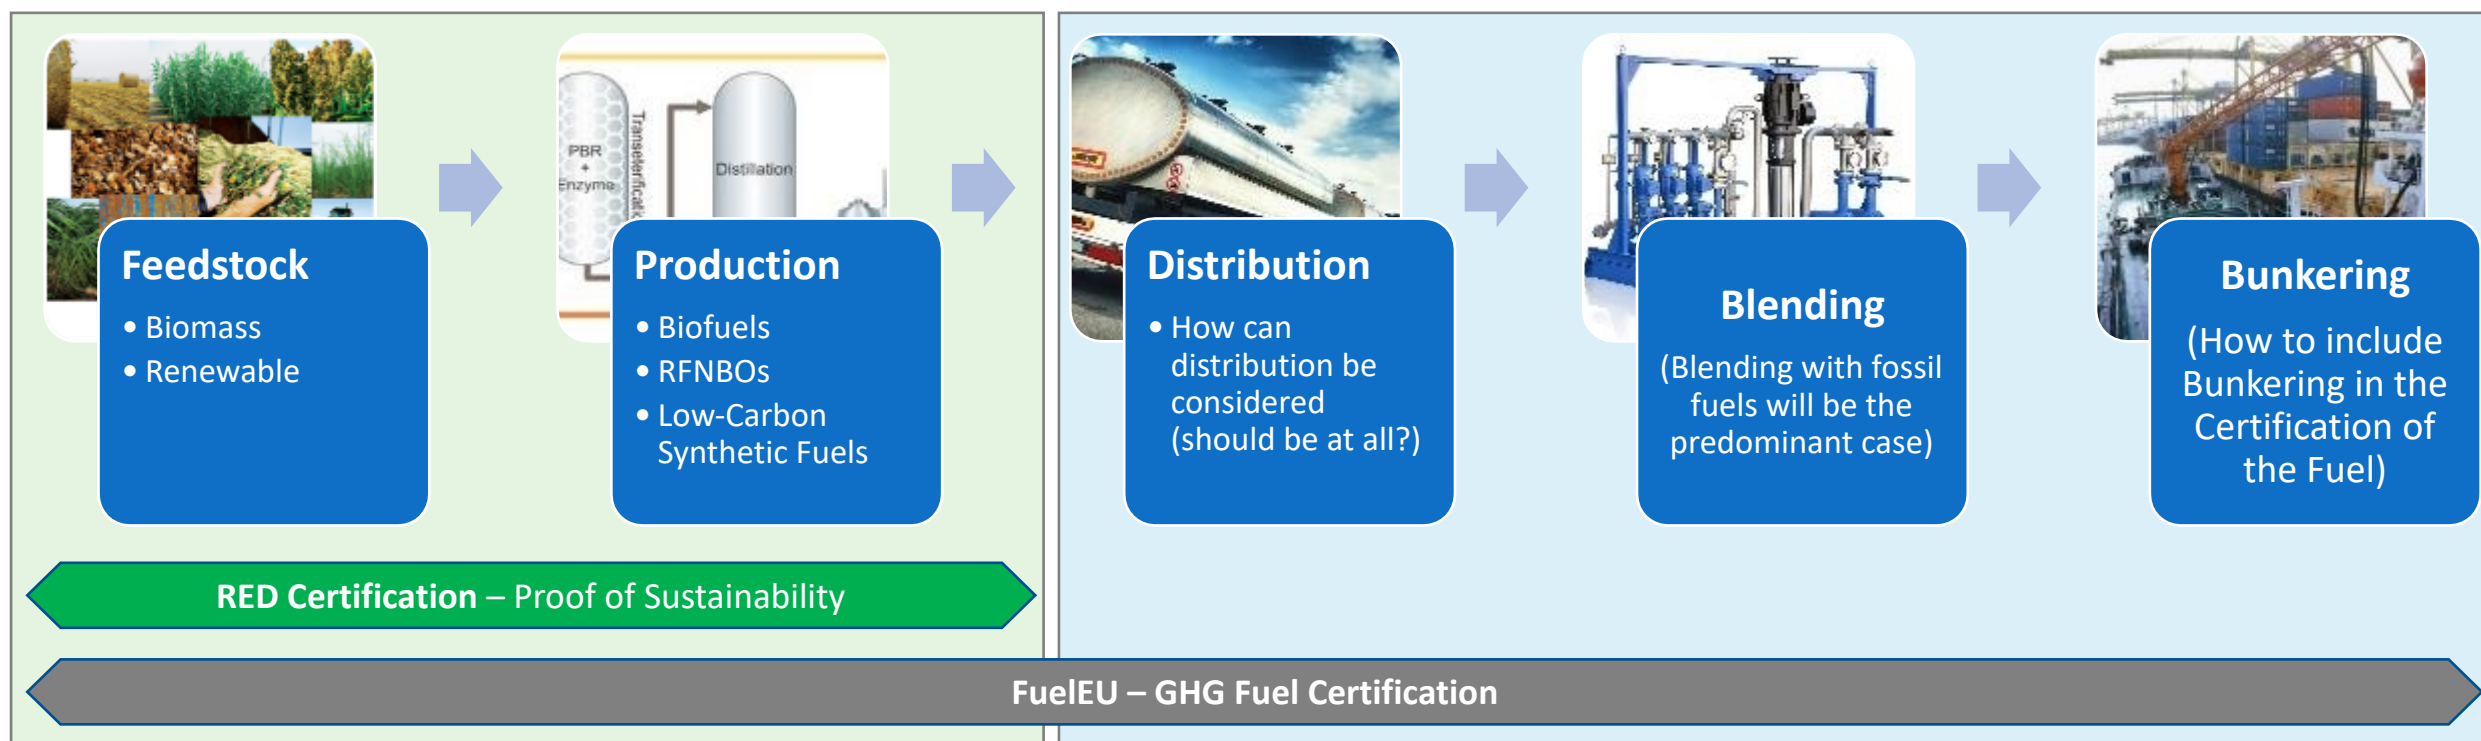 PBR
+
Enzyme
Transeterification
Distillation
Feedstock
• Biomass
• Renewable
Production
• Biofuels
• RFNBOs
• Low-Carbon
Synthetic Fuels
Distribution
• How can
distribution be
considered
(should be at all?)
Blending
(Blending with fossil
fuels will be the
predominant case)
Bunkering
(How to include
Bunkering in the
Certification of
the Fuel)
RED Certification – Proof of Sustainability
FuelEU – GHG Fuel Certification